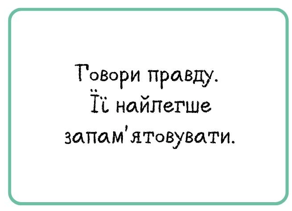 Говори правду.
Її найлегше
запам'ятовувати.